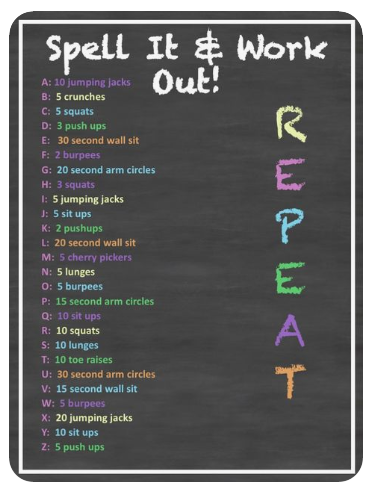 Spell It & Work
Out!
A: 10 jumping jacks
B: 5 crunches
C: 5 squats
D: 3 push ups
E: 30 second wall sit
F: 2 burpees
G: 20 second arm circles
H: 3 squats
I: 5 jumping jacks
J: 5 sit ups
K: 2 pushups
L: 20 second wall sit
M: 5 cherry pickers
N: 5 lunges
O: 5 burpees
P: 15 second arm circles
Q: 10 sit ups
R: 10 squats
S: 10 lunges
T: 10 toe raises
U: 30 second arm circles
V: 15 second wall sit
W: 5 burpees
X: 20 jumping jacks
Y: 10 sit ups
Z: 5 push ups
R
E
P
E
A
T